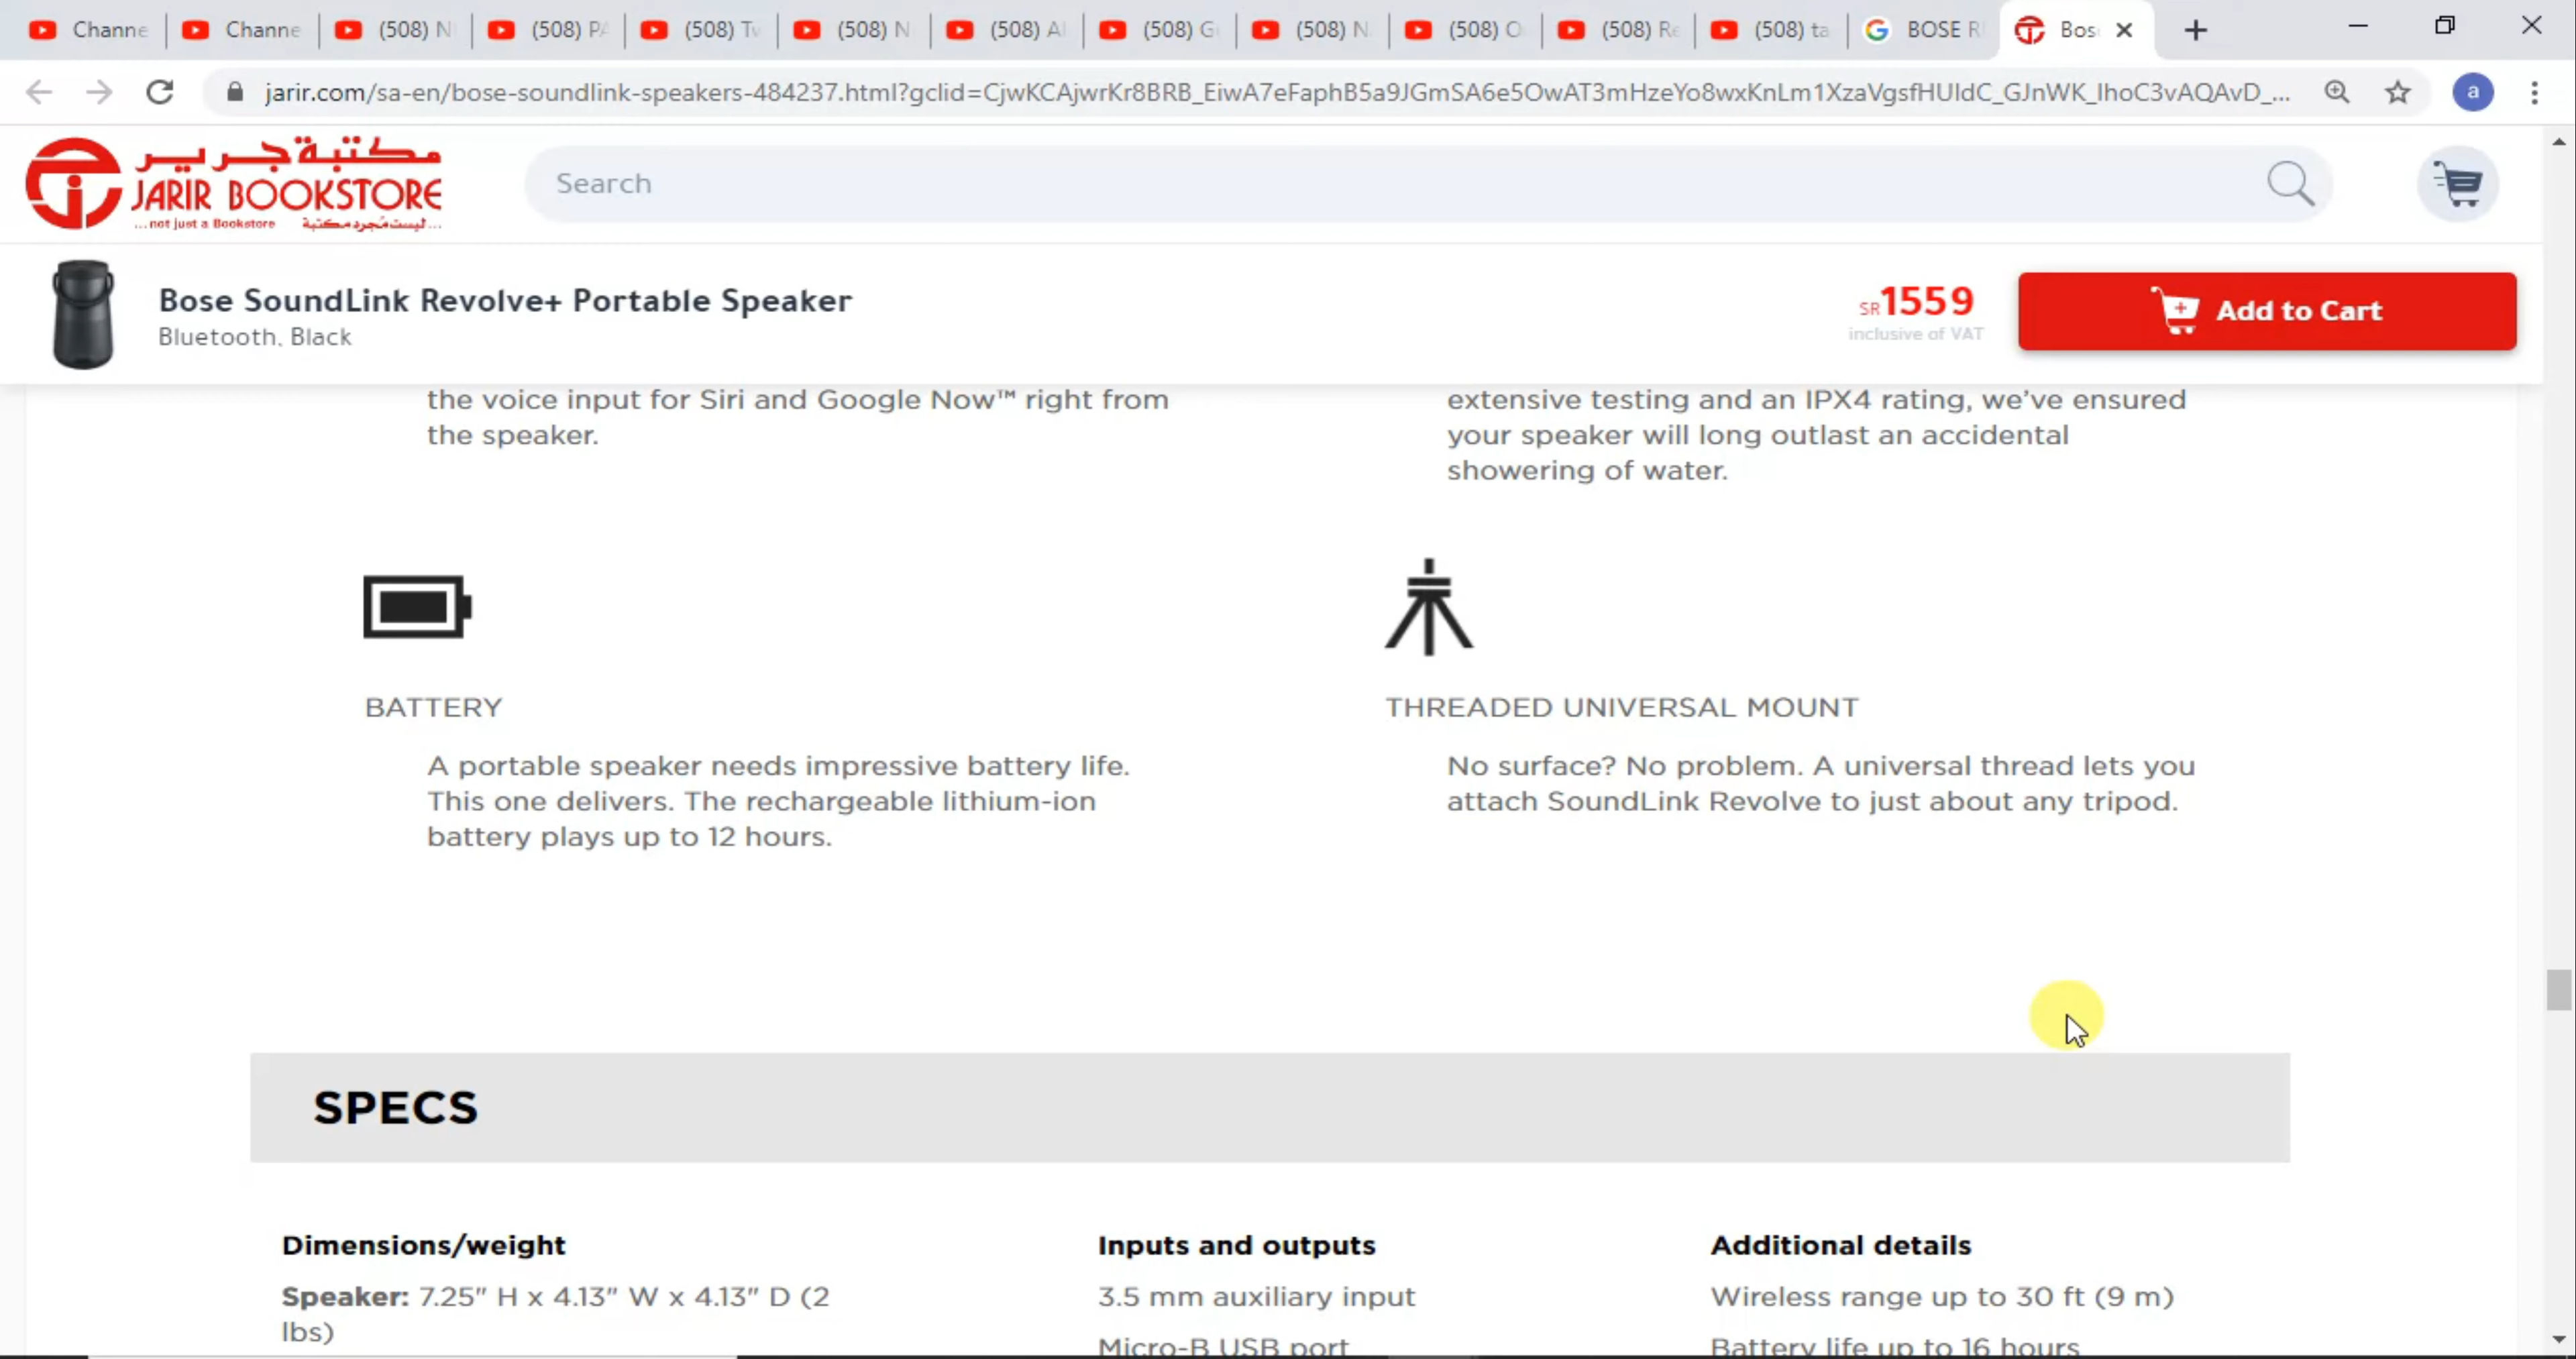 Channe
Channe
(508) N
(508) PA
(508) Tv
(508) N
(508) Al
(508) G
(508) N
(508) O
(508) Re
(508) ta
BOSE R
Bos
jarir.com/sa-en/bose-soundlink-speakers-484237.html?gclid=CjwKCAjwrKr8BRB_EiwA7eFaphB5a9JGmSA6e5OwAT3mHzeYo8wxKnLm1XzaVgsfHUIdC_GJnWK_IhoC3vAQAvD_...
a
مكتبة جرير
JARIR BOOKSTORE
...not just a Bookstore ليست مجرد مكتبة...
Search
Bose SoundLink Revolve+ Portable Speaker
Bluetooth, Black
SR1559
inclusive of VAT
Add to Cart
the voice input for Siri and Google Now™ right from
the speaker.
extensive testing and an IPX4 rating, we've ensured
your speaker will long outlast an accidental
showering of water.
BATTERY
A portable speaker needs impressive battery life.
This one delivers. The rechargeable lithium-ion
battery plays up to 12 hours.
THREADED UNIVERSAL MOUNT
No surface? No problem. A universal thread lets you
attach SoundLink Revolve to just about any tripod.
SPECS
Dimensions/weight
Speaker: 7.25" H x 4.13" W x 4.13" D (2
lbs)
Inputs and outputs
3.5 mm auxiliary input
Micro-B USB port
Additional details
Wireless range up to 30 ft (9 m)
Battery life up to 16 hours